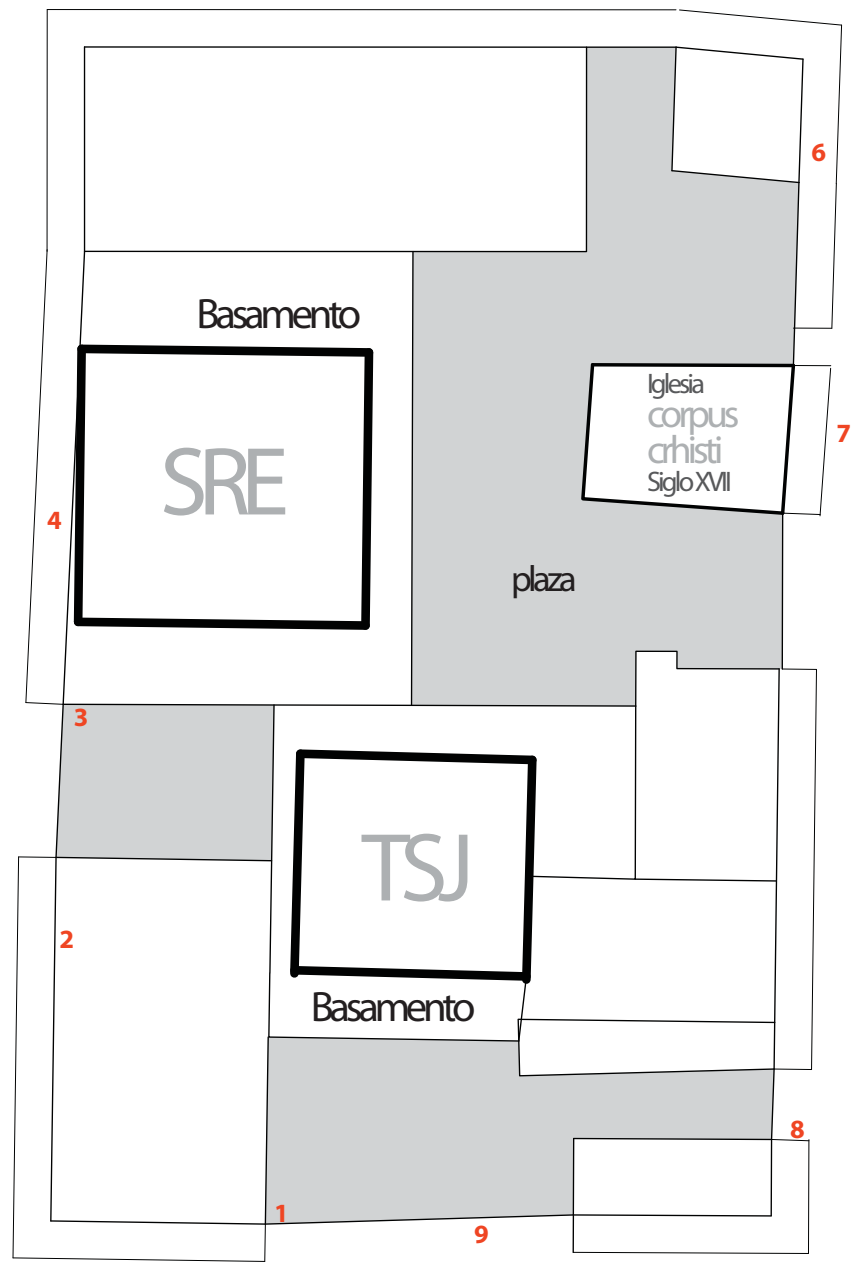 6
Basamento
Iglesia
corpus
crhisti
Siglo XVII
7
SRE
4
plaza
3
TSJ
2
Basamento
8
1
9